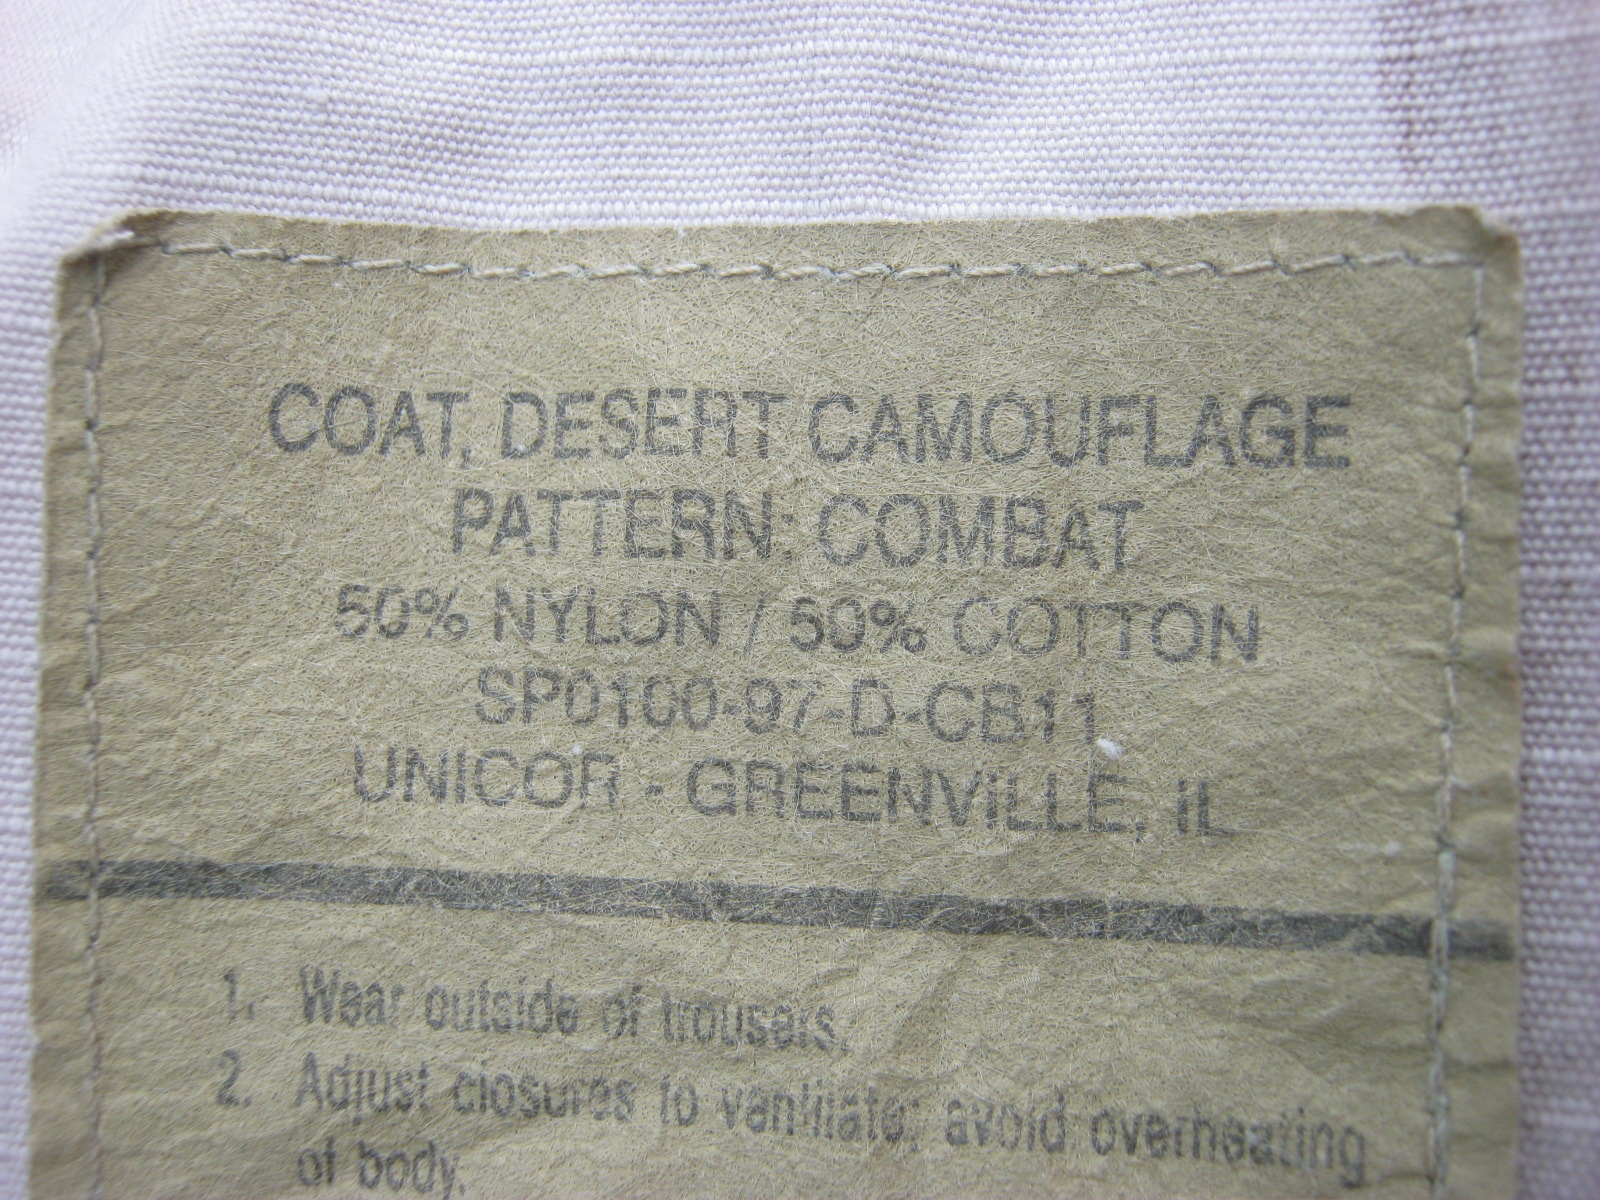 COAT, DESERT CAMOUFLAGE
PATTERN: COMBAT
50% NYLON / 50% COTTON
SP0100-97-D-CB11
UNICOR - GREENVILLE, IL
1. Wear outside of trousers.
2. Adjust closures to ventilate; avoid overheating
of body.